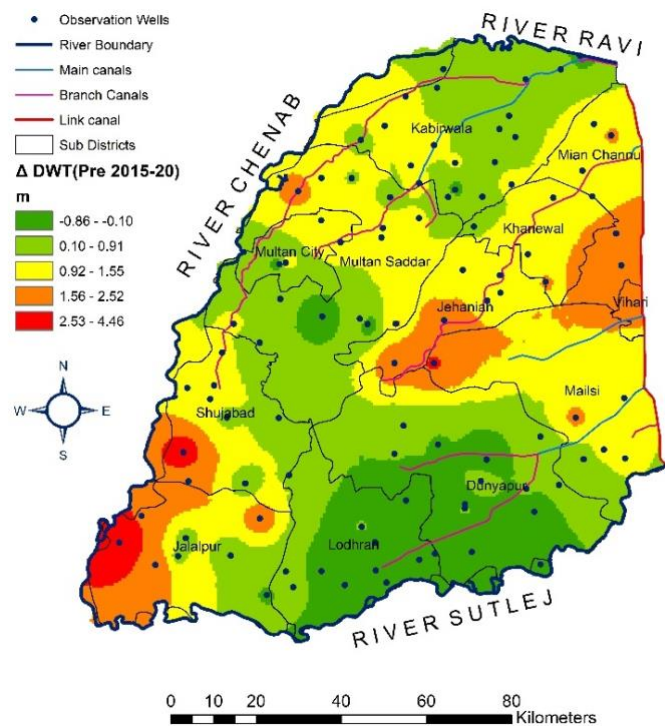 Observation Wells
River Boundary
Main canals
Branch Canals
Link canal
Sub Districts
Δ DWT(Pre 2015-20)
m
-0.86 - -0.10
0.10 - 0.91
0.92 - 1.55
1.56 - 2.52
2.53 - 4.46
N
W E
S
RIVER RAVI
RIVER CHENAB
Kabirwala
Mian Channu
Khanewal
Multan City
Multan Saddar
Vihari
Jehanian
Mailsi
Shujabad
Dunyapur
Lodhran
Jalalpur
RIVER SUTLEJ
0 10 20 40 60 80
Kilometers